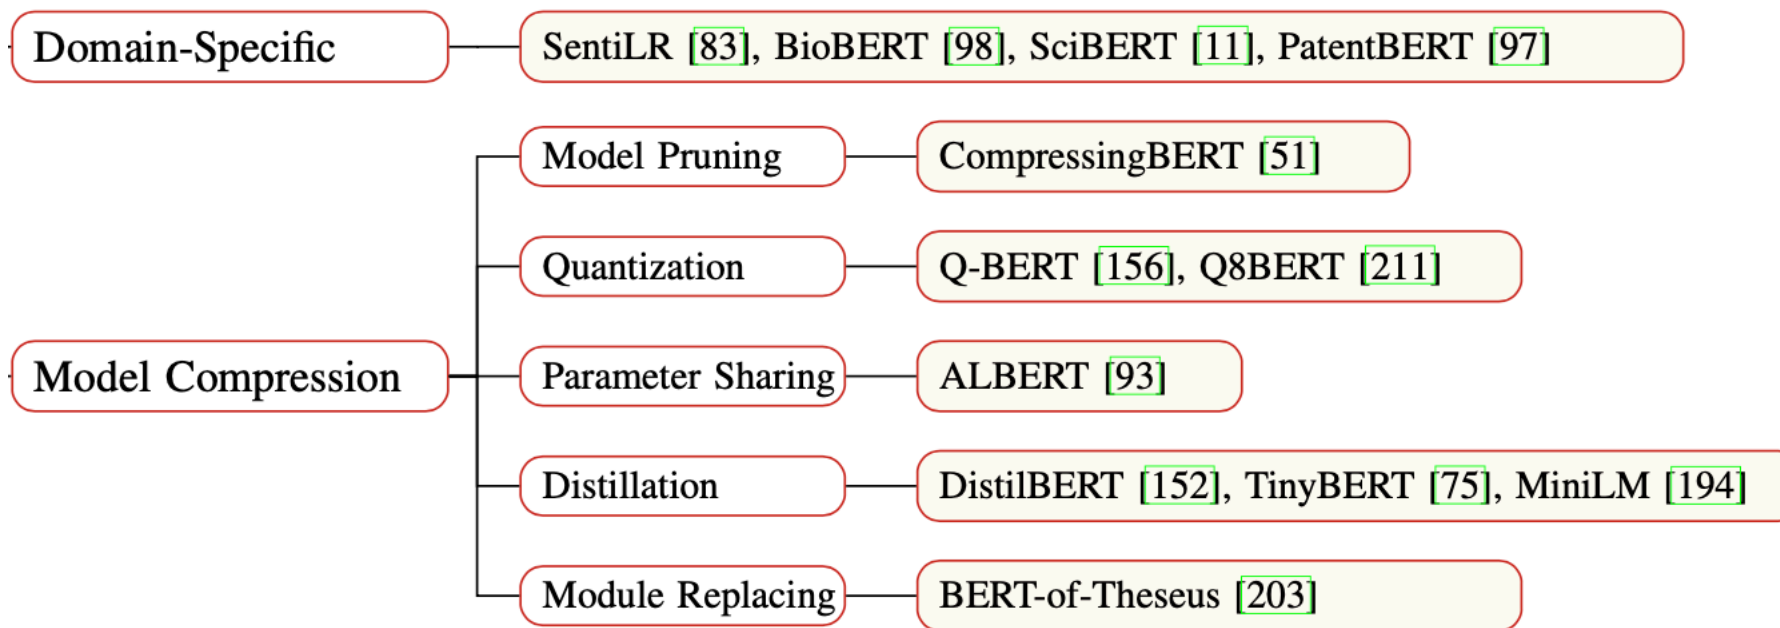 Domain-Specific
SentiLR [83], BioBERT [98], SciBERT [11], PatentBERT [97]
Model Pruning
CompressingBERT [51]
Quantization
Q-BERT [156], Q8BERT [211]
Model Compression
Parameter Sharing
ALBERT [93]
Distillation
DistilBERT [152], TinyBERT [75], MiniLM [194]
Module Replacing
BERT-of-Theseus [203]